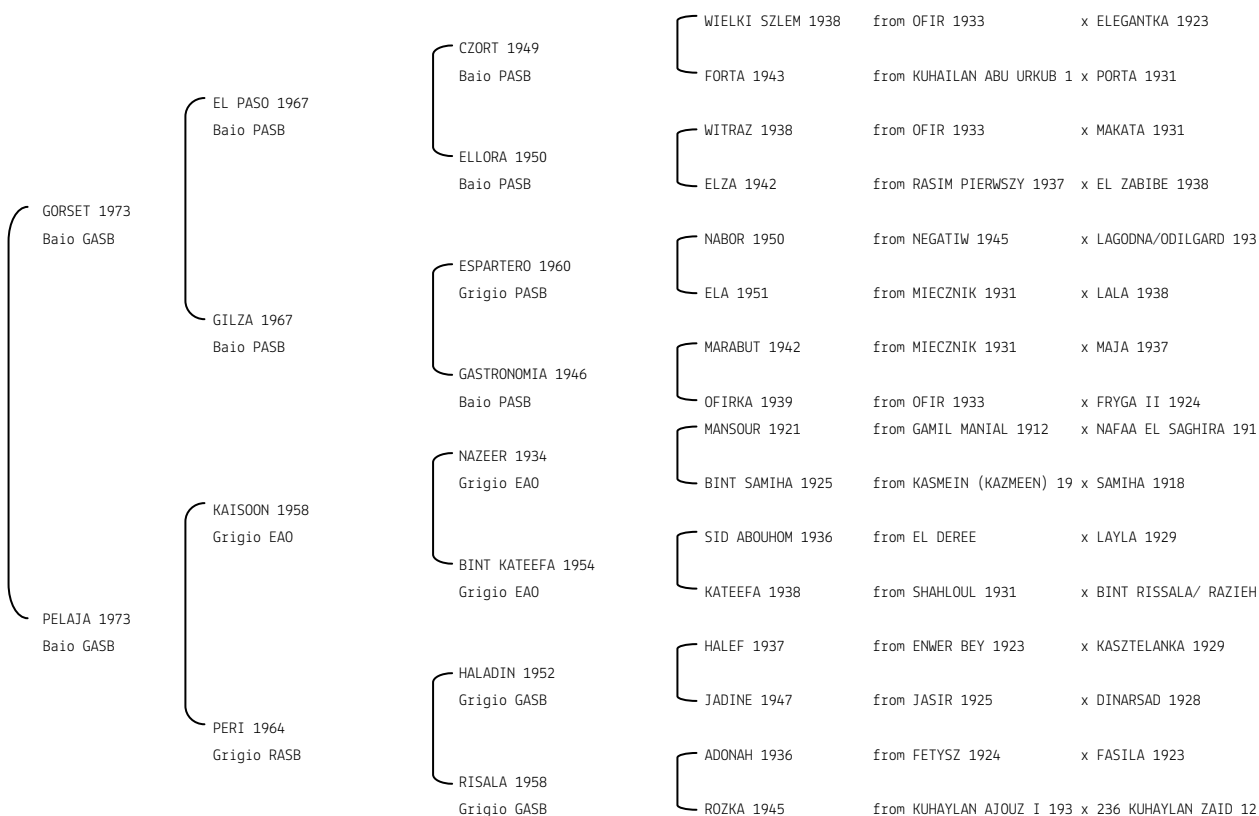 WIELKI SZLEM 1938 from OFIR 1933 x ELEGANTKA 1923
CZORT 1949
Baio PASB
FORTA 1943 from KUHAILAN ABU URKUB 1 x PORTA 1931
EL PASO 1967
Baio PASB
WITRAZ 1938 from OFIR 1933 x MAKATA 1931
ELLORA 1950
Baio PASB
ELZA 1942 from RASIM PIERWSZY 1937 x EL ZABIBE 1938
GORSET 1973
Baio GASB
NABOR 1950 from NEGATIW 1945 x LAGODNA/ODILGARD 193
ESPARTERO 1960
Grigio PASB
ELA 1951 from MIECZNIK 1931 x LALA 1938
GILZA 1967
Baio PASB
MARABUT 1942 from MIECZNIK 1931 x MAJA 1937
GASTRONOMIA 1946
Baio PASB
OFIRKA 1939 from OFIR 1933 x FRYGA II 1924
MANSOUR 1921 from GAMIL MANIAL 1912 x NAFAA EL SAGHIRA 191
NAZEER 1934
Grigio EAO
BINT SAMIHA 1925 from KASMEIN (KAZMEEN) 19 x SAMIHA 1918
KAISOON 1958
Grigio EAO
SID ABOUHOM 1936 from EL DEREE x LAYLA 1929
BINT KATEEFA 1954
Grigio EAO
KATEEFA 1938 from SHAHLOUL 1931 x BINT RISSALA/ RAZIEH
PELAJA 1973
Baio GASB
HALEF 1937 from ENWER BEY 1923 x KASZTELANKA 1929
HALADIN 1952
Grigio GASB
JADINE 1947 from JASIR 1925 x DINARSAD 1928
PERI 1964
Grigio RASB
ADONAH 1936 from FETYSZ 1924 x FASILA 1923
RISALA 1958
Grigio GASB
ROZKA 1945 from KUHAYLAN AJOUZ I 193 x 236 KUHAYLAN ZAID 12